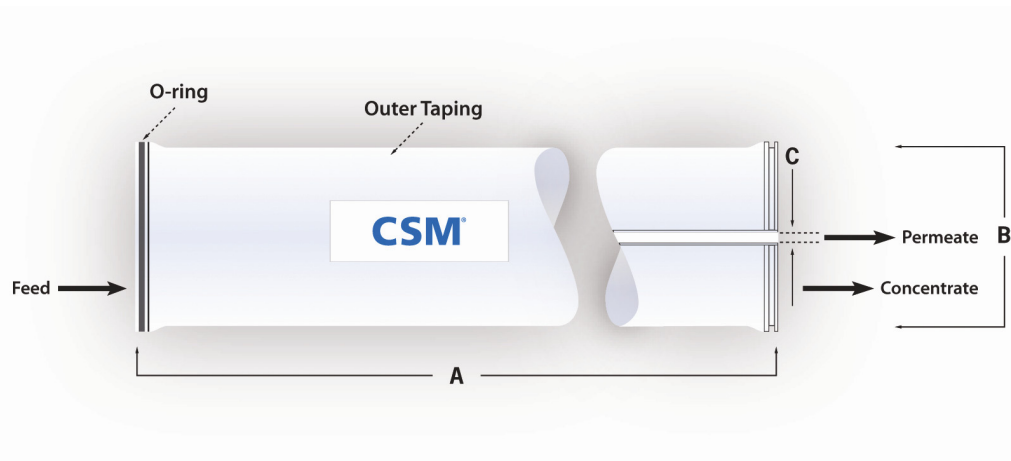 O-ring
Outer Taping
C
CSM®
Permeate
B
Feed
Concentrate
A